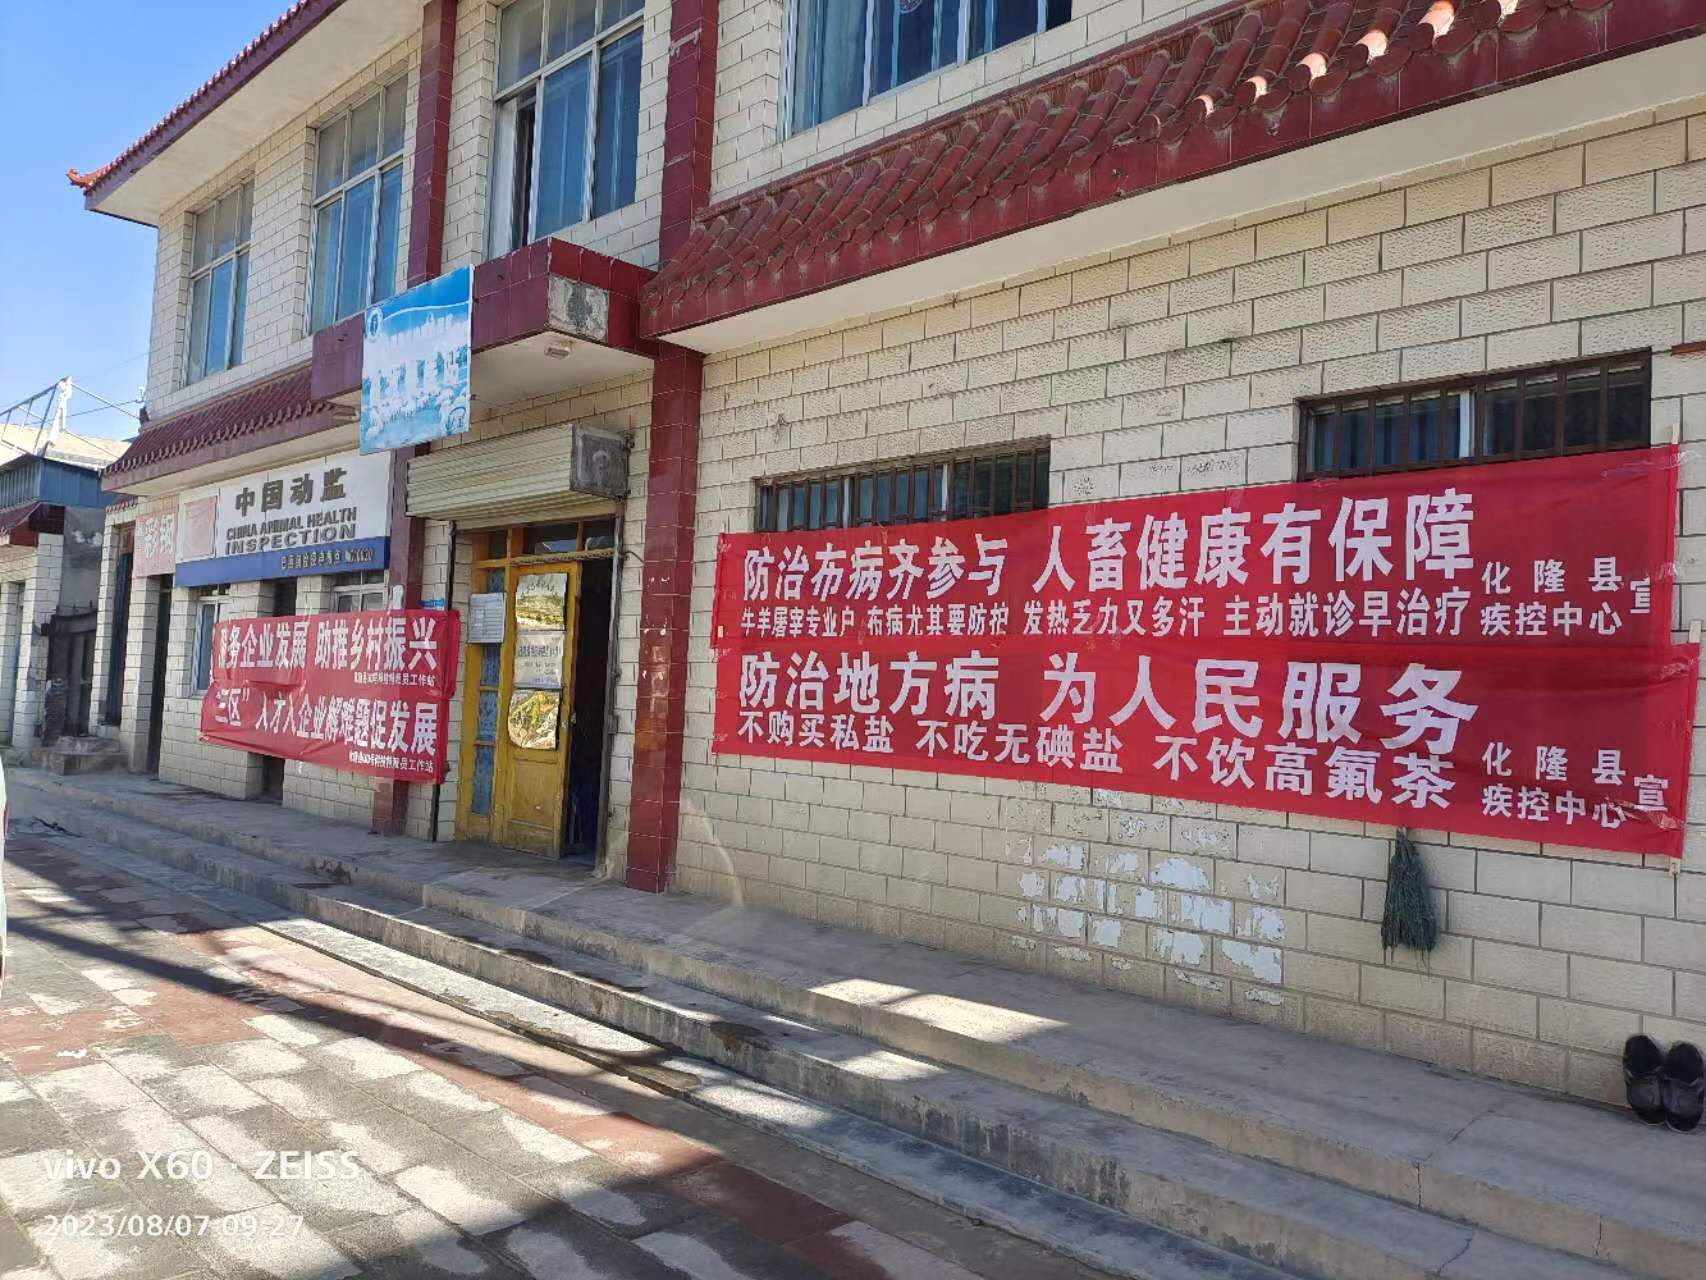 中国动监
CHINA ANIMAL HEALTH
INSPECTION
务企业发展 助推乡村振兴
三区”人才入企业解难题促发展
防治布病齐参与 人畜健康有保障
牛羊屠宰专业户 布病尤其要防护 发热乏力又多汗 主动就诊早治疗
化隆县
疾控中心
宣
防治地方病 为人民服务
不购买私盐 不吃无碘盐 不饮高氟茶
化隆县
疾控中心
宣
vivo X60 · ZEISS
2023/08/07 09:27